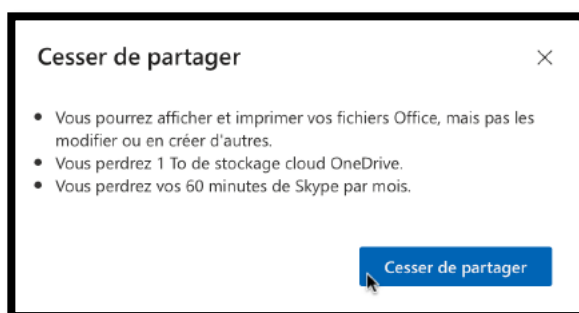 Cesser de partager
• Vous pourrez afficher et imprimer vos fichiers Office, mais pas les
modifier ou en créer d'autres.
• Vous perdrez 1 To de stockage cloud OneDrive.
• Vous perdrez vos 60 minutes de Skype par mois.
Cesser de partager